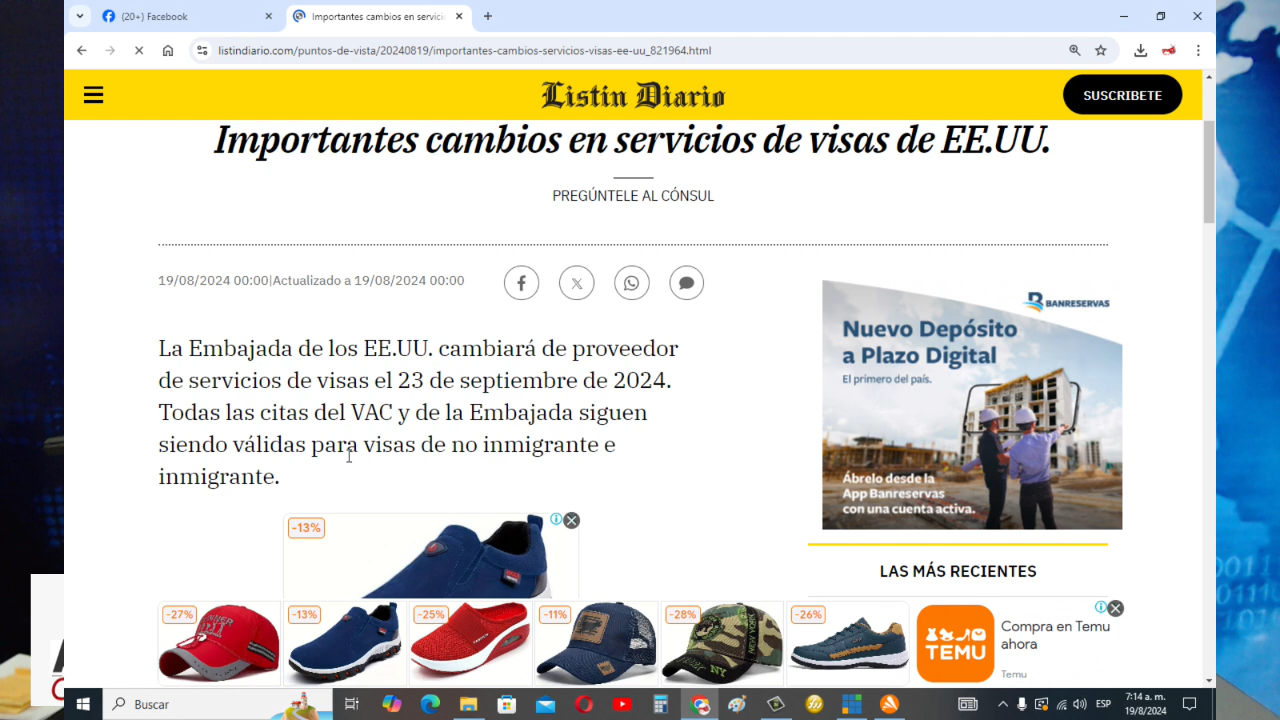 (20+) Facebook
Importantes cambios en servicio
listindiario.com/puntos-de-vista/20240819/importantes-cambios-servicios-visas-ee-uu_821964.html
Listin Diario
SUSCRIBETE
Importantes cambios en servicios de visas de EE.UU.
PREGÚNTELE AL CÓNSUL
19/08/2024 00:00|Actualizado a 19/08/2024 00:00
La Embajada de los EE.UU. cambiará de proveedor
de servicios de visas el 23 de septiembre de 2024.
Todas las citas del VAC y de la Embajada siguen
siendo válidas para visas de no inmigrante e
inmigrante.
BANRESERVAS
Nuevo Depósito
a Plazo Digital
El primero del país.
Ábrelo desde la
App Banreservas
con una cuenta activa.
LAS MÁS RECIENTES
-13%
-27%
-13%
-25%
-11%
-28%
-26%
NY
TEMU
Compra en Temu
ahora
Temu
Buscar
ESP
7:14 a. m.
19/8/2024